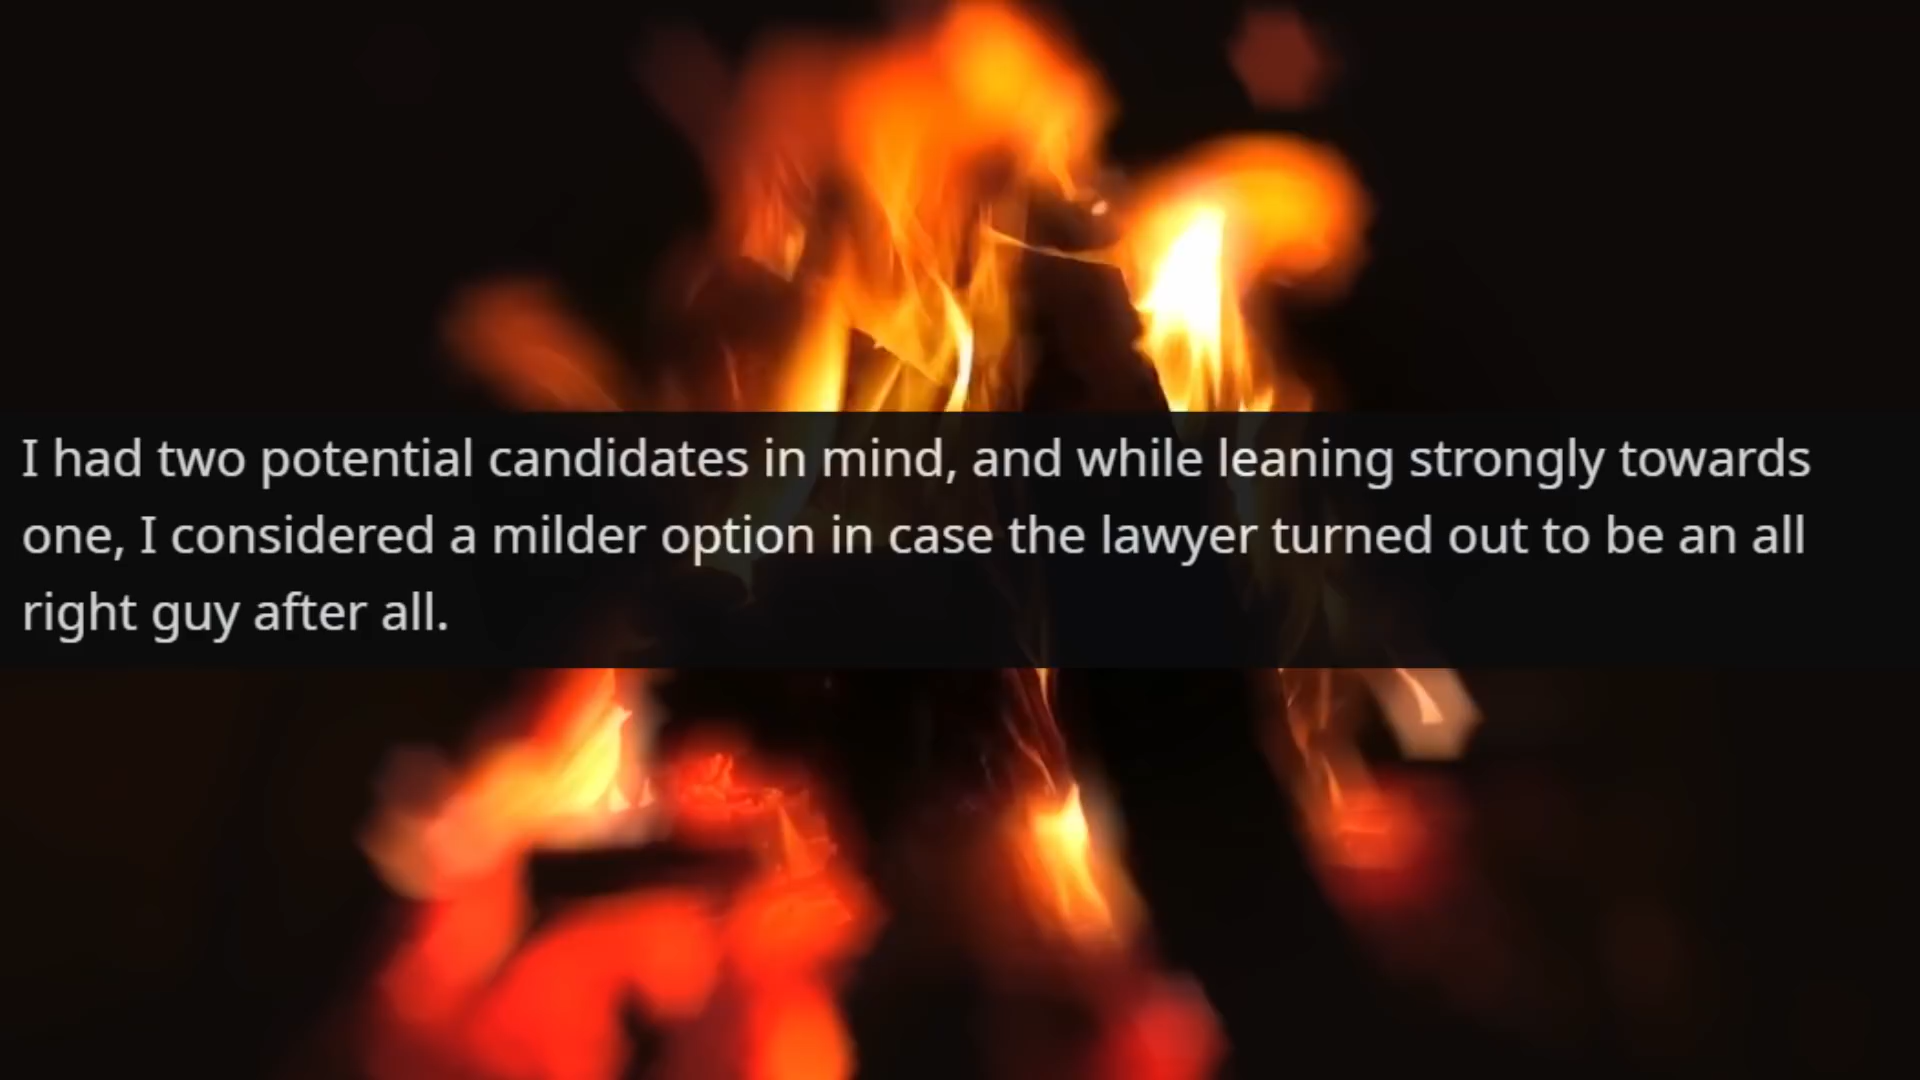 I had two potential candidates in mind, and while leaning strongly towards
one, I considered a milder option in case the lawyer turned out to be an all
right guy after all.